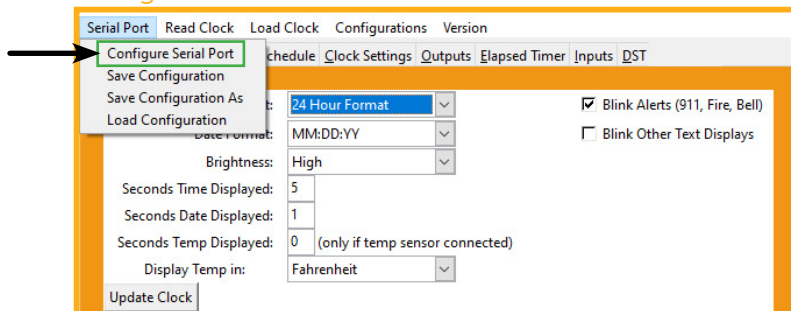 Serial Port Read Clock Load Clock Configurations Version
Configure Serial Port
Save Configuration
Save Configuration As
Load Configuration
Clock Settings Outputs Elapsed Timer Inputs DST
24 Hour Format
Blink Alerts (911, Fire, Bell)
MM:DD:YY
Blink Other Text Displays
Brightness: High
Seconds Time Displayed: 5
Seconds Date Displayed: 1
Seconds Temp Displayed: 0 (only if temp sensor connected)
Display Temp in: Fahrenheit
Update Clock